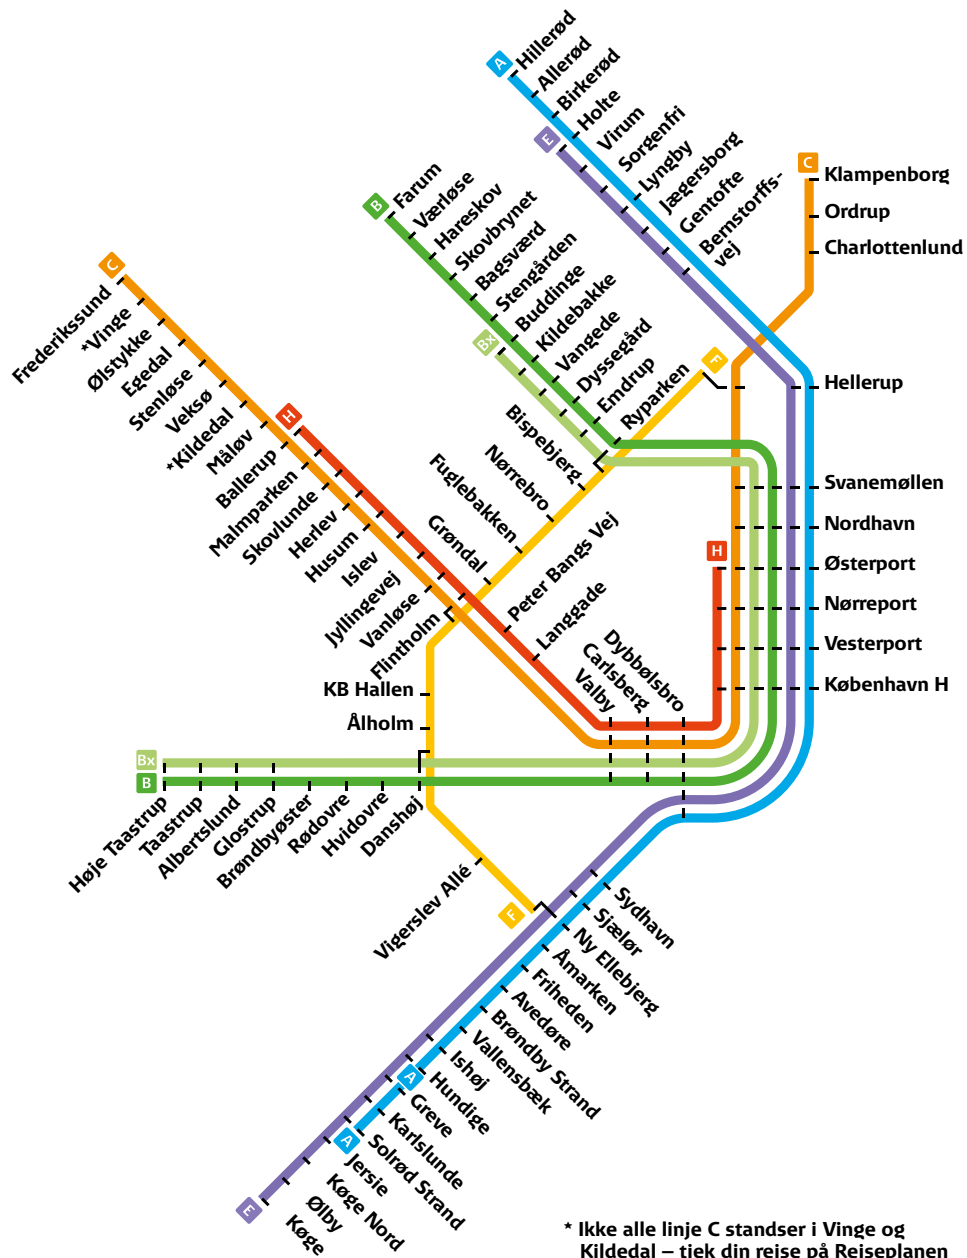 A
Hillerød
Allerød
Birkerød
Holte
Virum
Sorgenfri
Lyngby
Jægersborg
Gentofte
Bernstorffs-
vej
E
C
Klampenborg
Ordrup
Charlottenlund
B
Farum
Værløse
Hareskov
Skovbrynet
Bagsværd
Stengården
Buddinge
Kildebakke
Vangede
Dyssegård
Emdrup
Ryparken
Bx
F
Hellerup
Svanemøllen
Nordhavn
Østerport
Nørreport
Vesterport
København H
C
Frederikssund
*Vinge
Ølstykke
Egedal
Stenløse
Veksø
*Kildedal
Måløv
Ballerup
Malmparken
Skovlunde
Herlev
Husum
Islev
Jyllingevej
Vanløse
Flintholm
H
Bispebjerg
Nørrebro
Fuglebakken
Grøndal
Peter Bangs Vej
Langgade
Valby
Carlsberg
Dybbølsbro
H
KB Hallen
Ålholm
Bx
B
Høje Taastrup
Taastrup
Albertslund
Glostrup
Brøndbyøster
Rødovre
Hvidovre
Danshøj
Vigerslev Allé
F
Sydhavn
Sjælør
Ny Ellebjerg
Åmarken
Friheden
Avedøre
Brøndby Strand
Vallensbæk
Ishøj
Hundige
A
Greve
Karlslunde
Solrød Strand
A
Jersie
Køge Nord
Ølby
Køge
E
* Ikke alle linje C standser i Vinge og
Kildedal – tjek din rejse på Rejseplanen